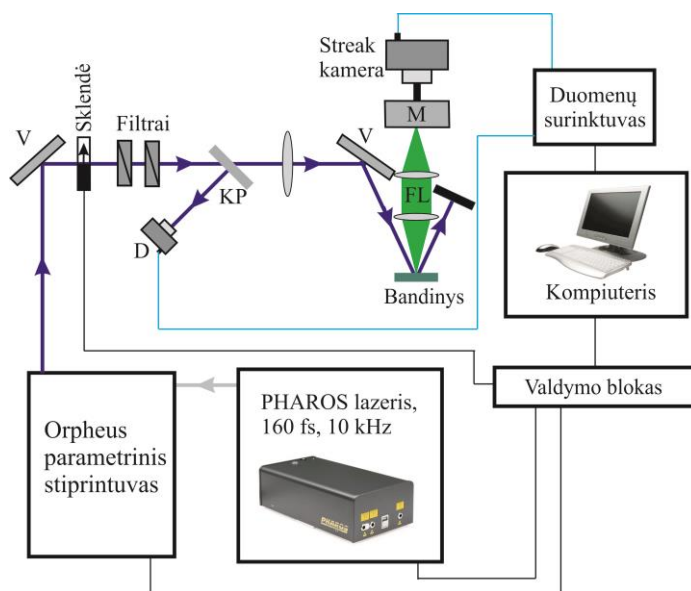 Streak
kamera
V
Sklendė
Filtrai
M
V
Duomenų
surinktuvas
KP
FL
D
Bandinys
Kompiuteris
Valdymo blokas
PHAROS lazeris,
160 fs, 10 kHz
Orpheus
parametrinis
stiprintuvas
PHAROS